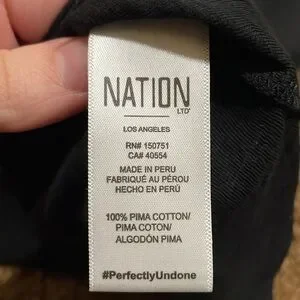 NATION
LTD
LOS ANGELES
RN# 150751
CA# 40554
MADE IN PERU
FABRIQUÉ AU PÉROU
HECHO EN PERÚ
100% PIMA COTTON/
PIMA COTON/
ALGODÓN PIMA
#PerfectlyUndone